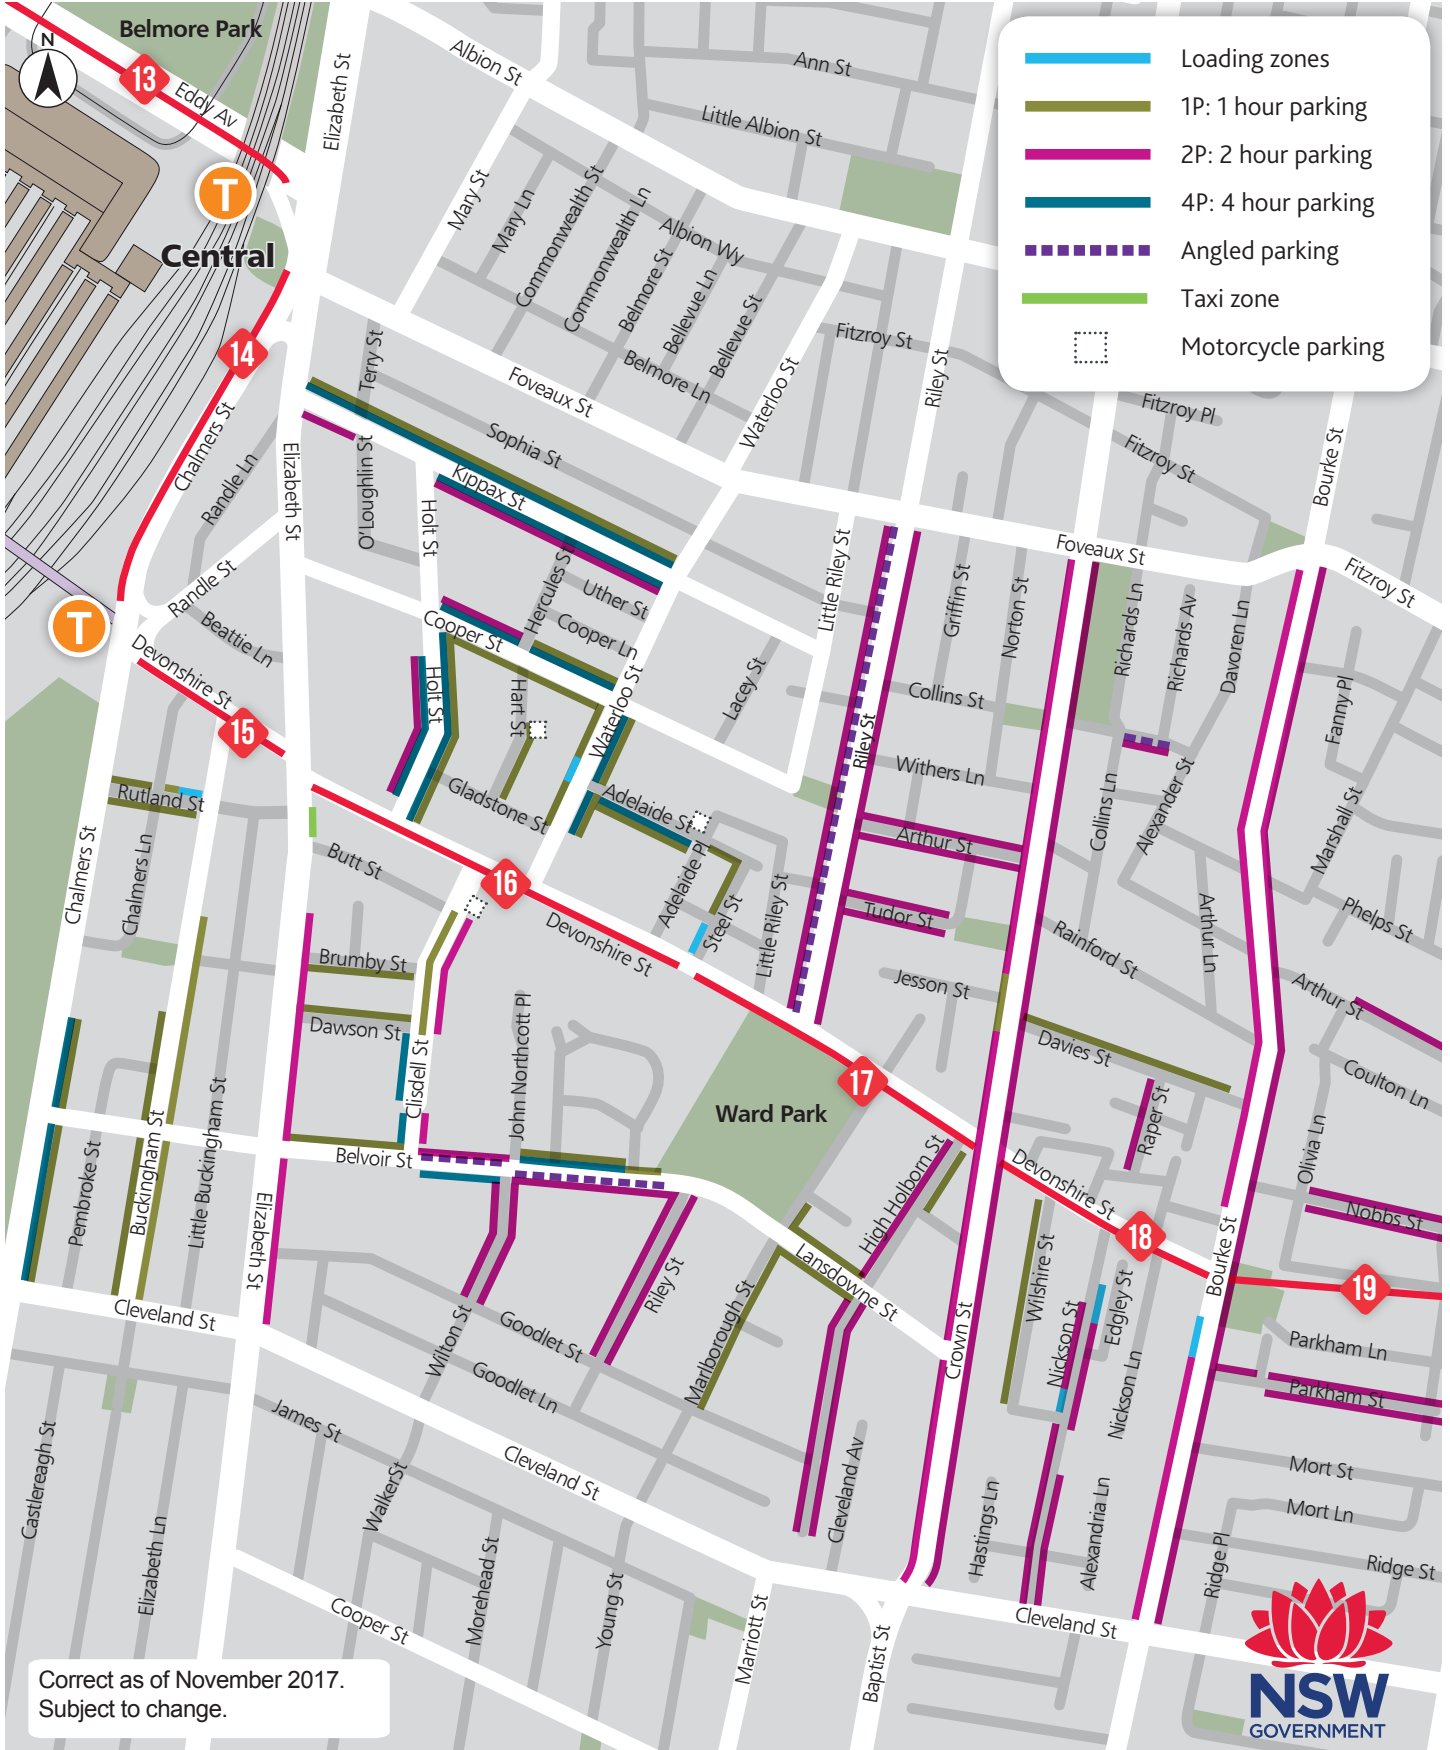 Belmore Park
N
13
Eddy Av
Elizabeth St
Albion St
Ann St
Little Albion St
Loading zones
1P: 1 hour parking
2P: 2 hour parking
4P: 4 hour parking
Angled parking
Taxi zone
Motorcycle parking
T
Central
Mary St
Mary Ln
Commonwealth St
Commonwealth Ln
Albion Wy
Belmore St
Bellevue Ln
Bellevue St
Belmore Ln
Fitzroy St
Riley St
Waterloo St
14
Terry St
Foveaux St
Fitzroy Pl
Fitzroy St
Bourke St
Chalmers St
Randle Ln
Elizabeth St
O'Loughlin St
Sophia St
Kippax St
Holt St
Foveaux St
Fitzroy St
T
Randle St
Beattie Ln
Devonshire St
15
Hercules St
Uther St
Cooper Ln
Cooper St
Holt St
Hart St
Waterloo St
Lacey St
Little Riley St
Riley St
Griffin St
Norton St
Collins St
Withers Ln
Richards Ln
Richards Av
Davoren Ln
Fanny Pl
Rutland St
Chalmers St
Chalmers Ln
Butt St
Gladstone St
Adelaide St
Adelaide Pl
Steel St
Little Riley St
Arthur St
Tudor St
Collins Ln
Alexander St
Marshall St
16
Devonshire St
Brumby St
Dawson St
Clisdell St
John Northcott Pl
Jesson St
Rainford St
Arthur Ln
Phelps St
Arthur St
Davies St
Coulton Ln
17
Ward Park
Raper St
Olivia Ln
Pembroke St
Buckingham St
Little Buckingham St
Elizabeth St
Belvoir St
High Holborn St
Devonshire St
18
Nobbs St
Bourke St
19
Cleveland St
Wilton St
Riley St
Goodlet St
Goodlet Ln
Marlborough St
Lansdowne St
Crown St
Wilshire St
Nickson St
Edgley St
Nickson Ln
Parkham Ln
Parkham St
Castlereagh St
James St
Cleveland St
Walker St
Cleveland Av
Hastings Ln
Alexandria Ln
Mort St
Mort Ln
Ridge St
Ridge Pl
Elizabeth Ln
Morehead St
Young St
Cooper St
Marriott St
Baptist St
Cleveland St
Correct as of November 2017.
Subject to change.
NSW
GOVERNMENT